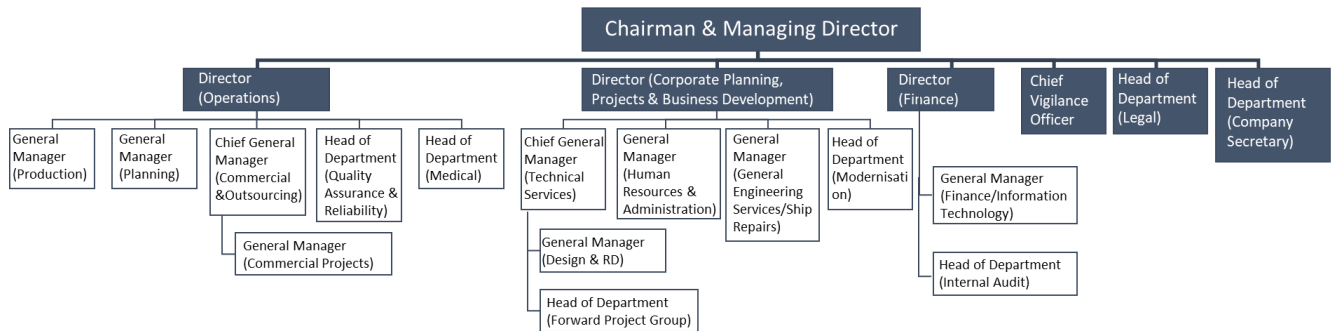 Chairman & Managing Director
Director
(Operations)
Director (Corporate Planning,
Projects & Business Development)
Director
(Finance)
Chief
Vigilance
Officer
Head of
Department
(Legal)
Head of
Department
(Company
Secretary)
General
Manager
(Production)
General
Manager
(Planning)
Chief General
Manager
(Commercial
&Outsourcing)
Head of
Department
(Quality
Assurance &
Reliability)
Head of
Department
(Medical)
Chief General
Manager
(Technical
Services)
General
Manager
(Human
Resources &
Administration)
General
Manager
(General
Engineering
Services/Ship
Repairs)
Head of
Department
(Modernisati
on)
General Manager
(Finance/Information
Technology)
General Manager
(Commercial Projects)
General Manager
(Design & RD)
Head of Department
(Internal Audit)
Head of Department
(Forward Project Group)